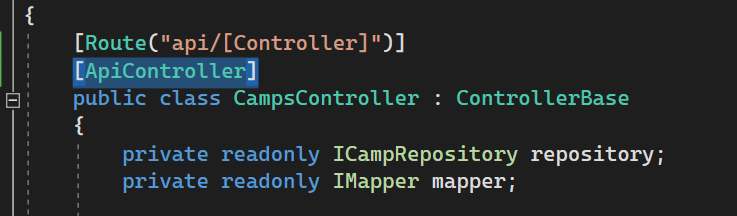 {
[Route("api/[Controller]")]
[ApiController]
public class CampsController : ControllerBase
{
private readonly ICampRepository repository;
private readonly IMapper mapper;